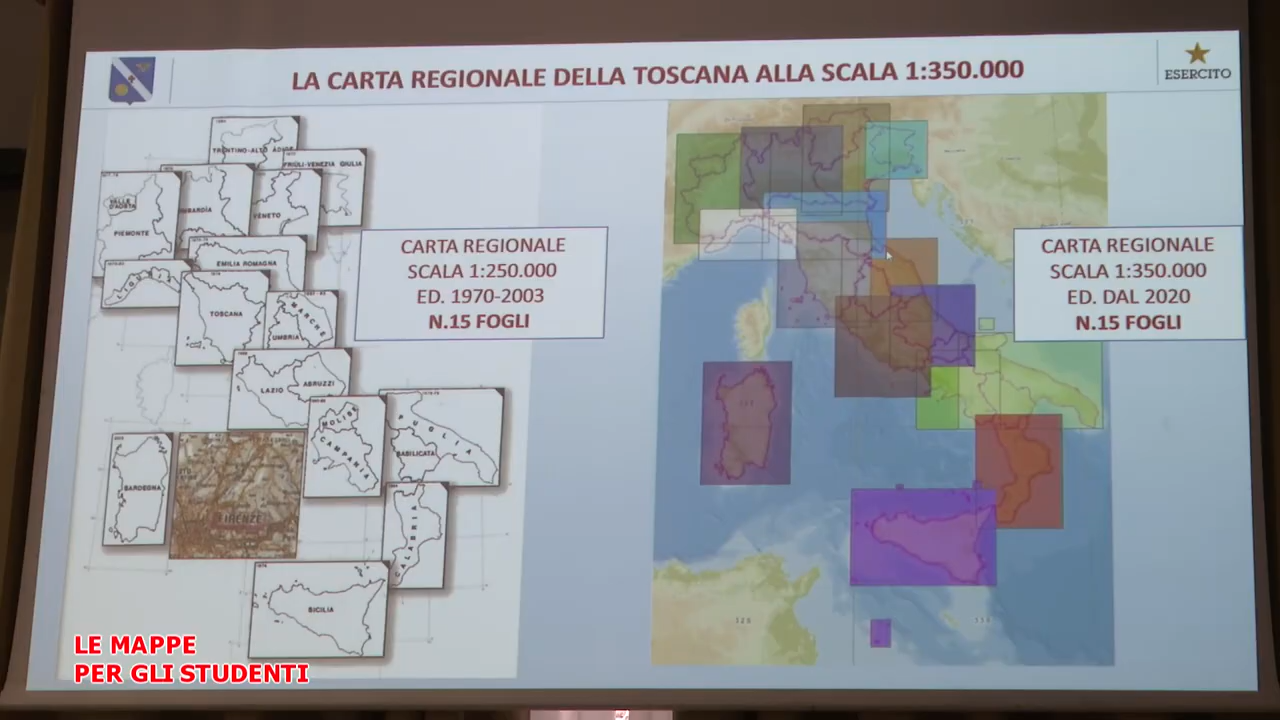 LA CARTA REGIONALE DELLA TOSCANA ALLA SCALA 1:350.000
ESERCITO
TRENTINO-ALTO ADIGE
FRIULI-VENEZIA GIULIA
VALLE D'AOSTA
PIEMONTE
LOMBARDIA
VENETO
EMILIA ROMAGNA
LIGURIA
TOSCANA
MARCHE
UMBRIA
LAZIO
ABRUZZI
MOLISE
CAMPANIA
PUGLIA
BASILICATA
SARDEGNA
FIRENZE
CALABRIA
SICILIA
CARTA REGIONALE
SCALA 1:250.000
ED. 1970-2003
N.15 FOGLI
CARTA REGIONALE
SCALA 1:350.000
ED. DAL 2020
N.15 FOGLI
LE MAPPE
PER GLI STUDENTI